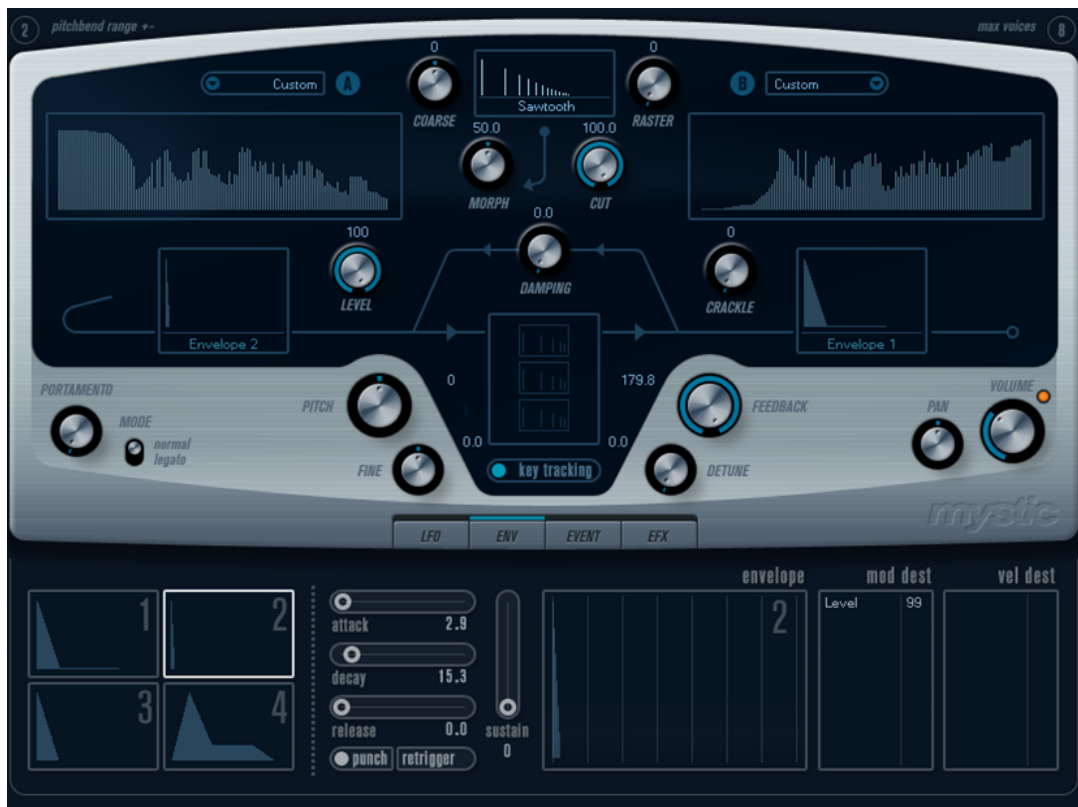 2 pitchbend range +-
max voices 8
0
0
Custom A
B Custom
Sawtooth
COARSE
RASTER
50.0
100.0
MORPH
CUT
0.0
100
0
DAMPING
LEVEL
CRACKLE
Envelope 2
Envelope 1
PORTAMENTO
0
179.8
VOLUME
PITCH
FEEDBACK
PAN
MODE
normal
legato
0.0
0.0
FINE
key tracking
DETUNE
mystic
LFO ENV EVENT EFX
envelope
mod dest
vel dest
1
2
attack 2.9
2
Level 99
decay 15.3
3
4
release 0.0
sustain
0
punch retrigger